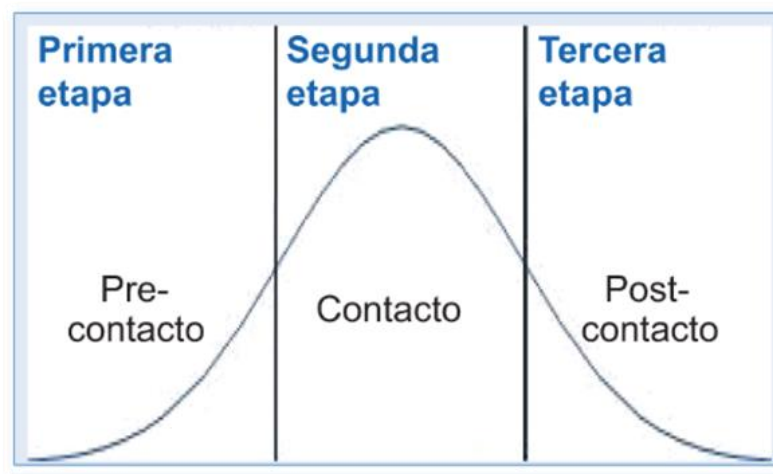 Primera
etapa
Segunda
etapa
Tercera
etapa
Pre-
contacto
Contacto
Post-
contacto